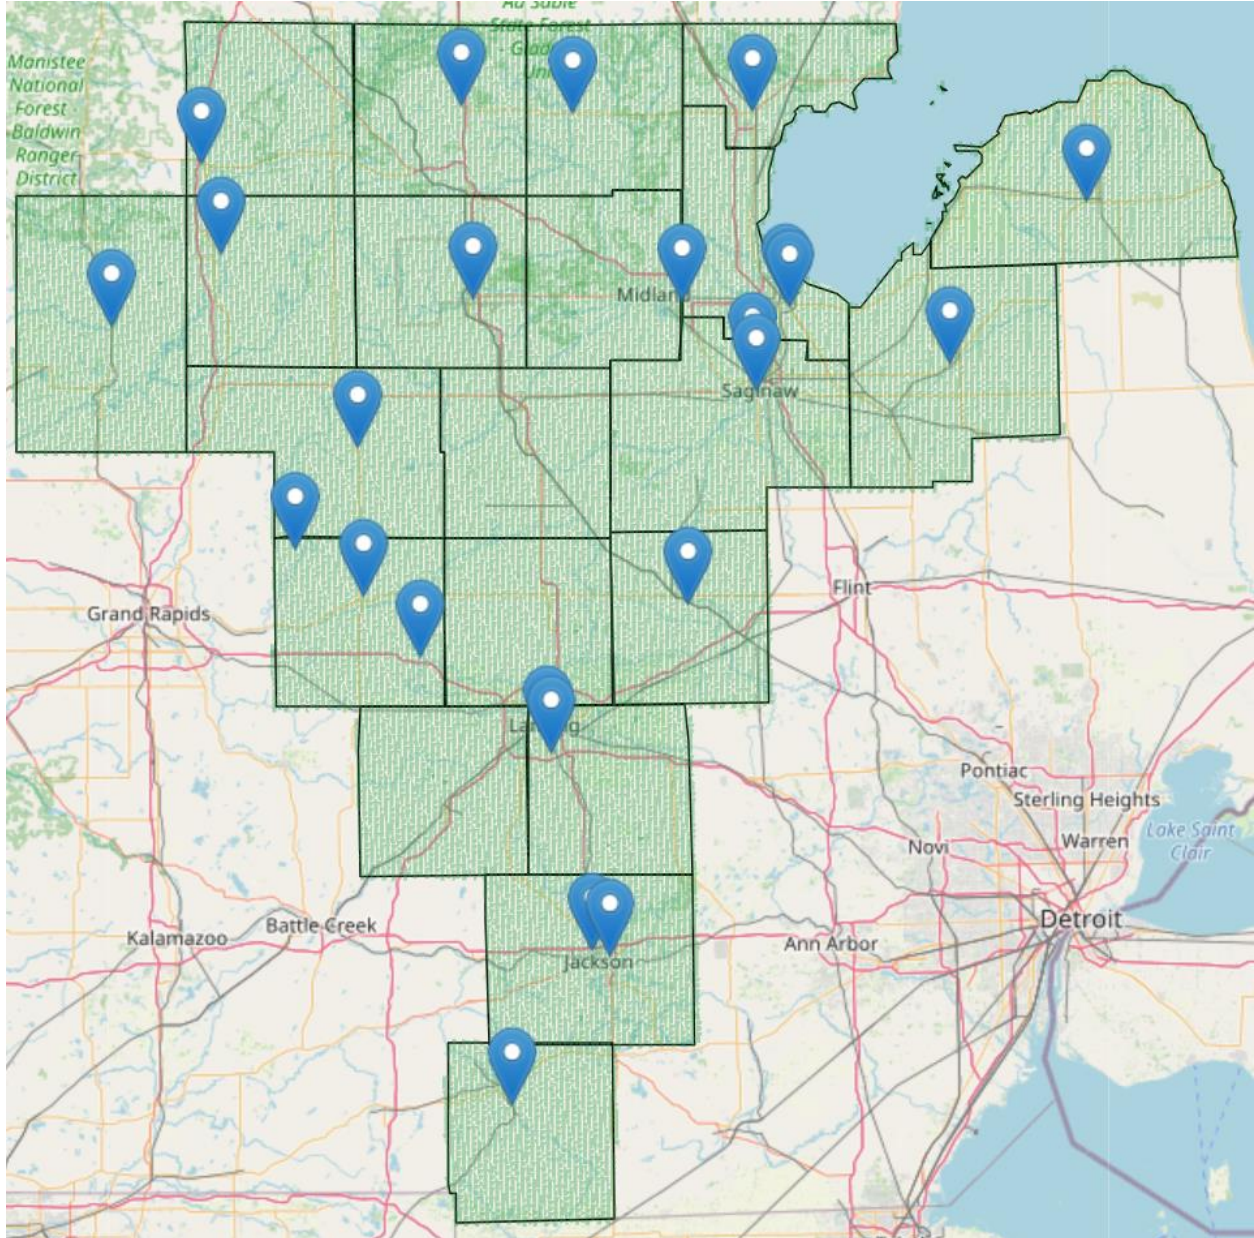 Au Sable
State Forest
Manistee
National
Forest -
Baldwin
Ranger
District
Midland
Saginaw
Flint
Grand Rapids
Lansing
Pontiac
Sterling Heights
Lake Saint
Clair
Warren
Novi
Detroit
Battle Creek
Kalamazoo
Ann Arbor
Jackson